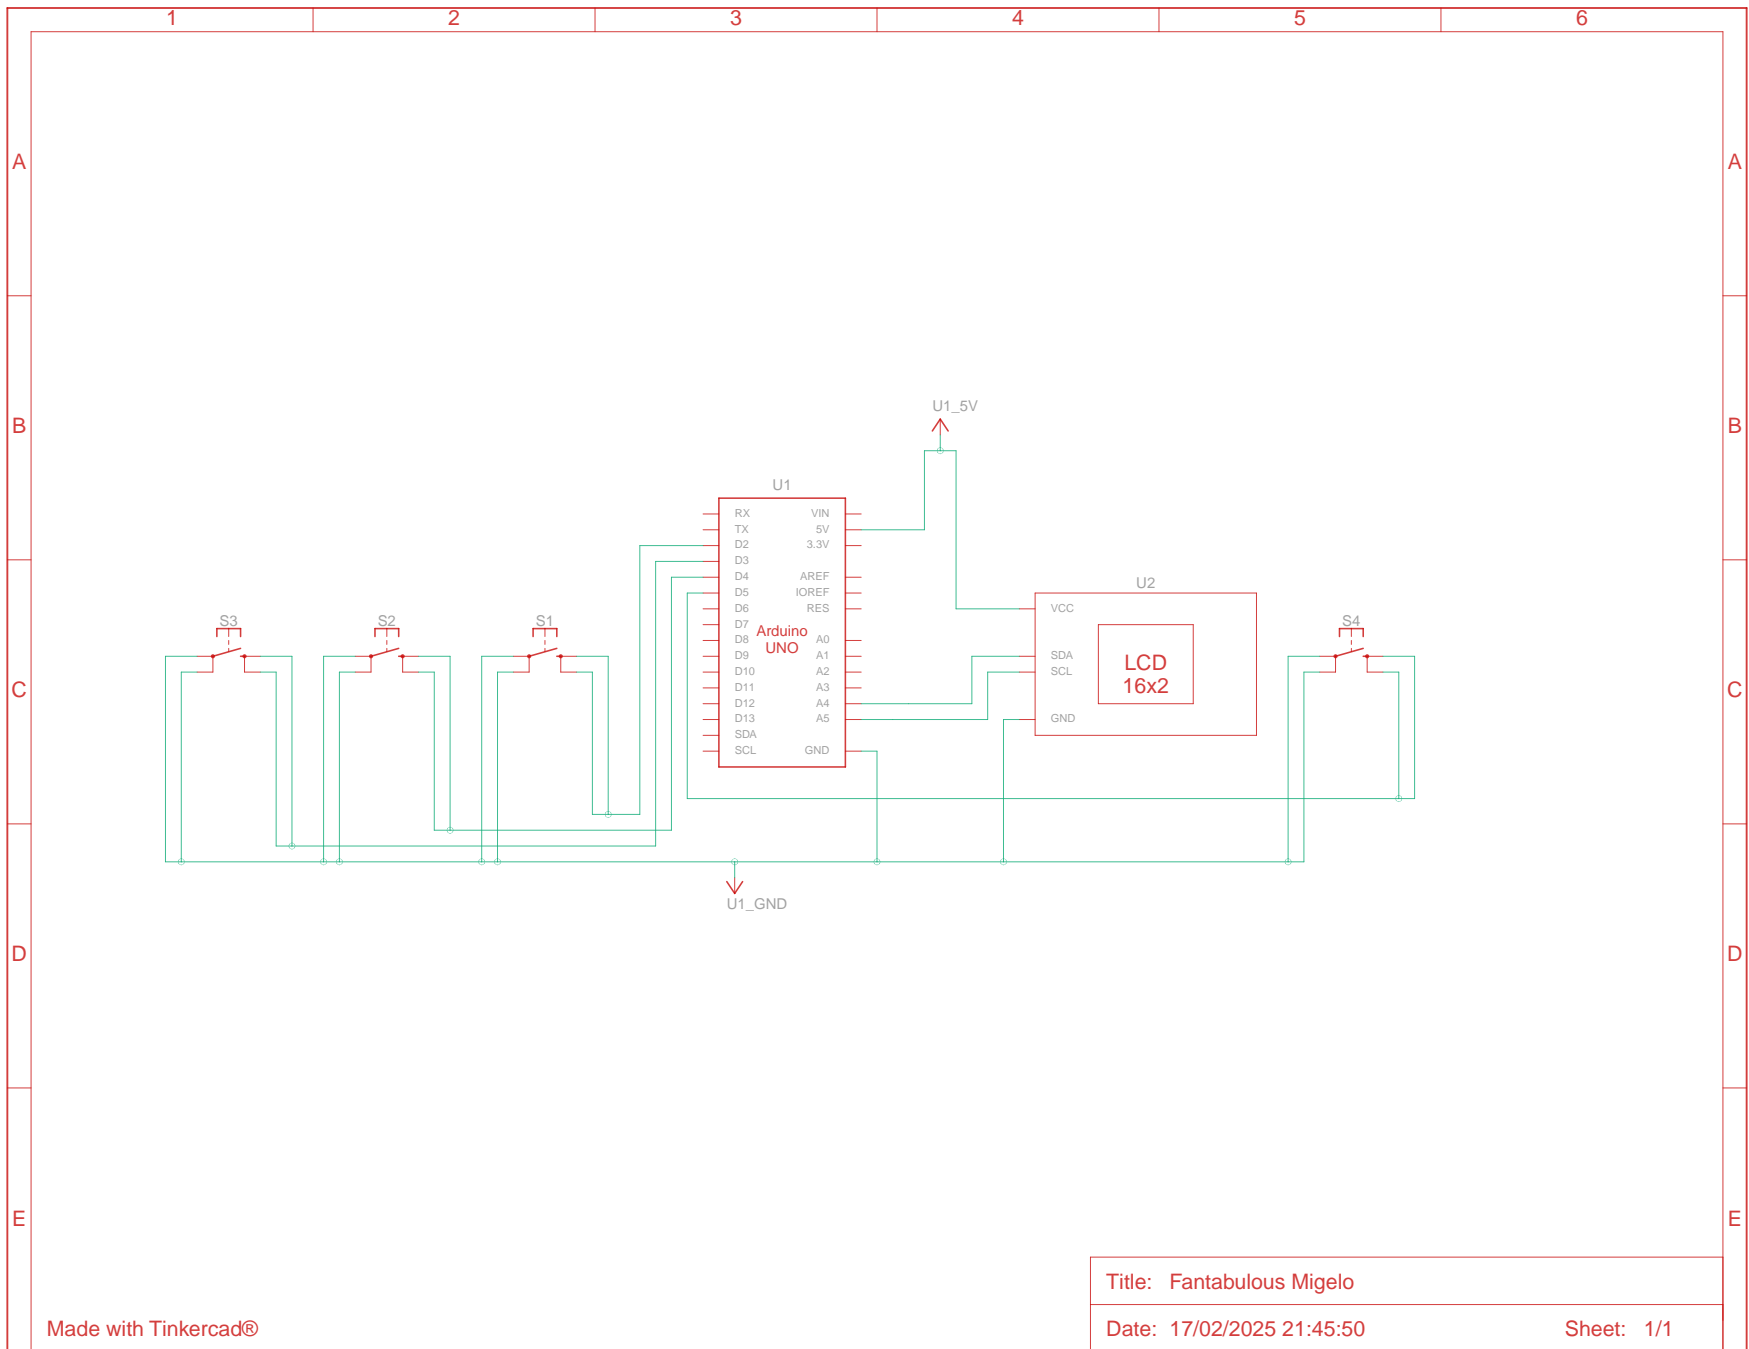 1 2 3 4 5 6
A A
B B
U1_5V
U1
RX VIN
TX 5V
D2 3.3V
D3
D4 AREF
D5 IOREF
D6 RES
D7
D8 A0
D9 A1
D10 A2
D11 A3
D12 A4
D13 A5
SDA
SCL GND
Arduino
UNO
U2
VCC
SDA
SCL
GND
LCD
16x2
S3 S2 S1 S4
C C
U1_GND
D D
E E
Title: Fantabulous Migelo
Made with Tinkercad®
Date: 17/02/2025 21:45:50 Sheet: 1/1